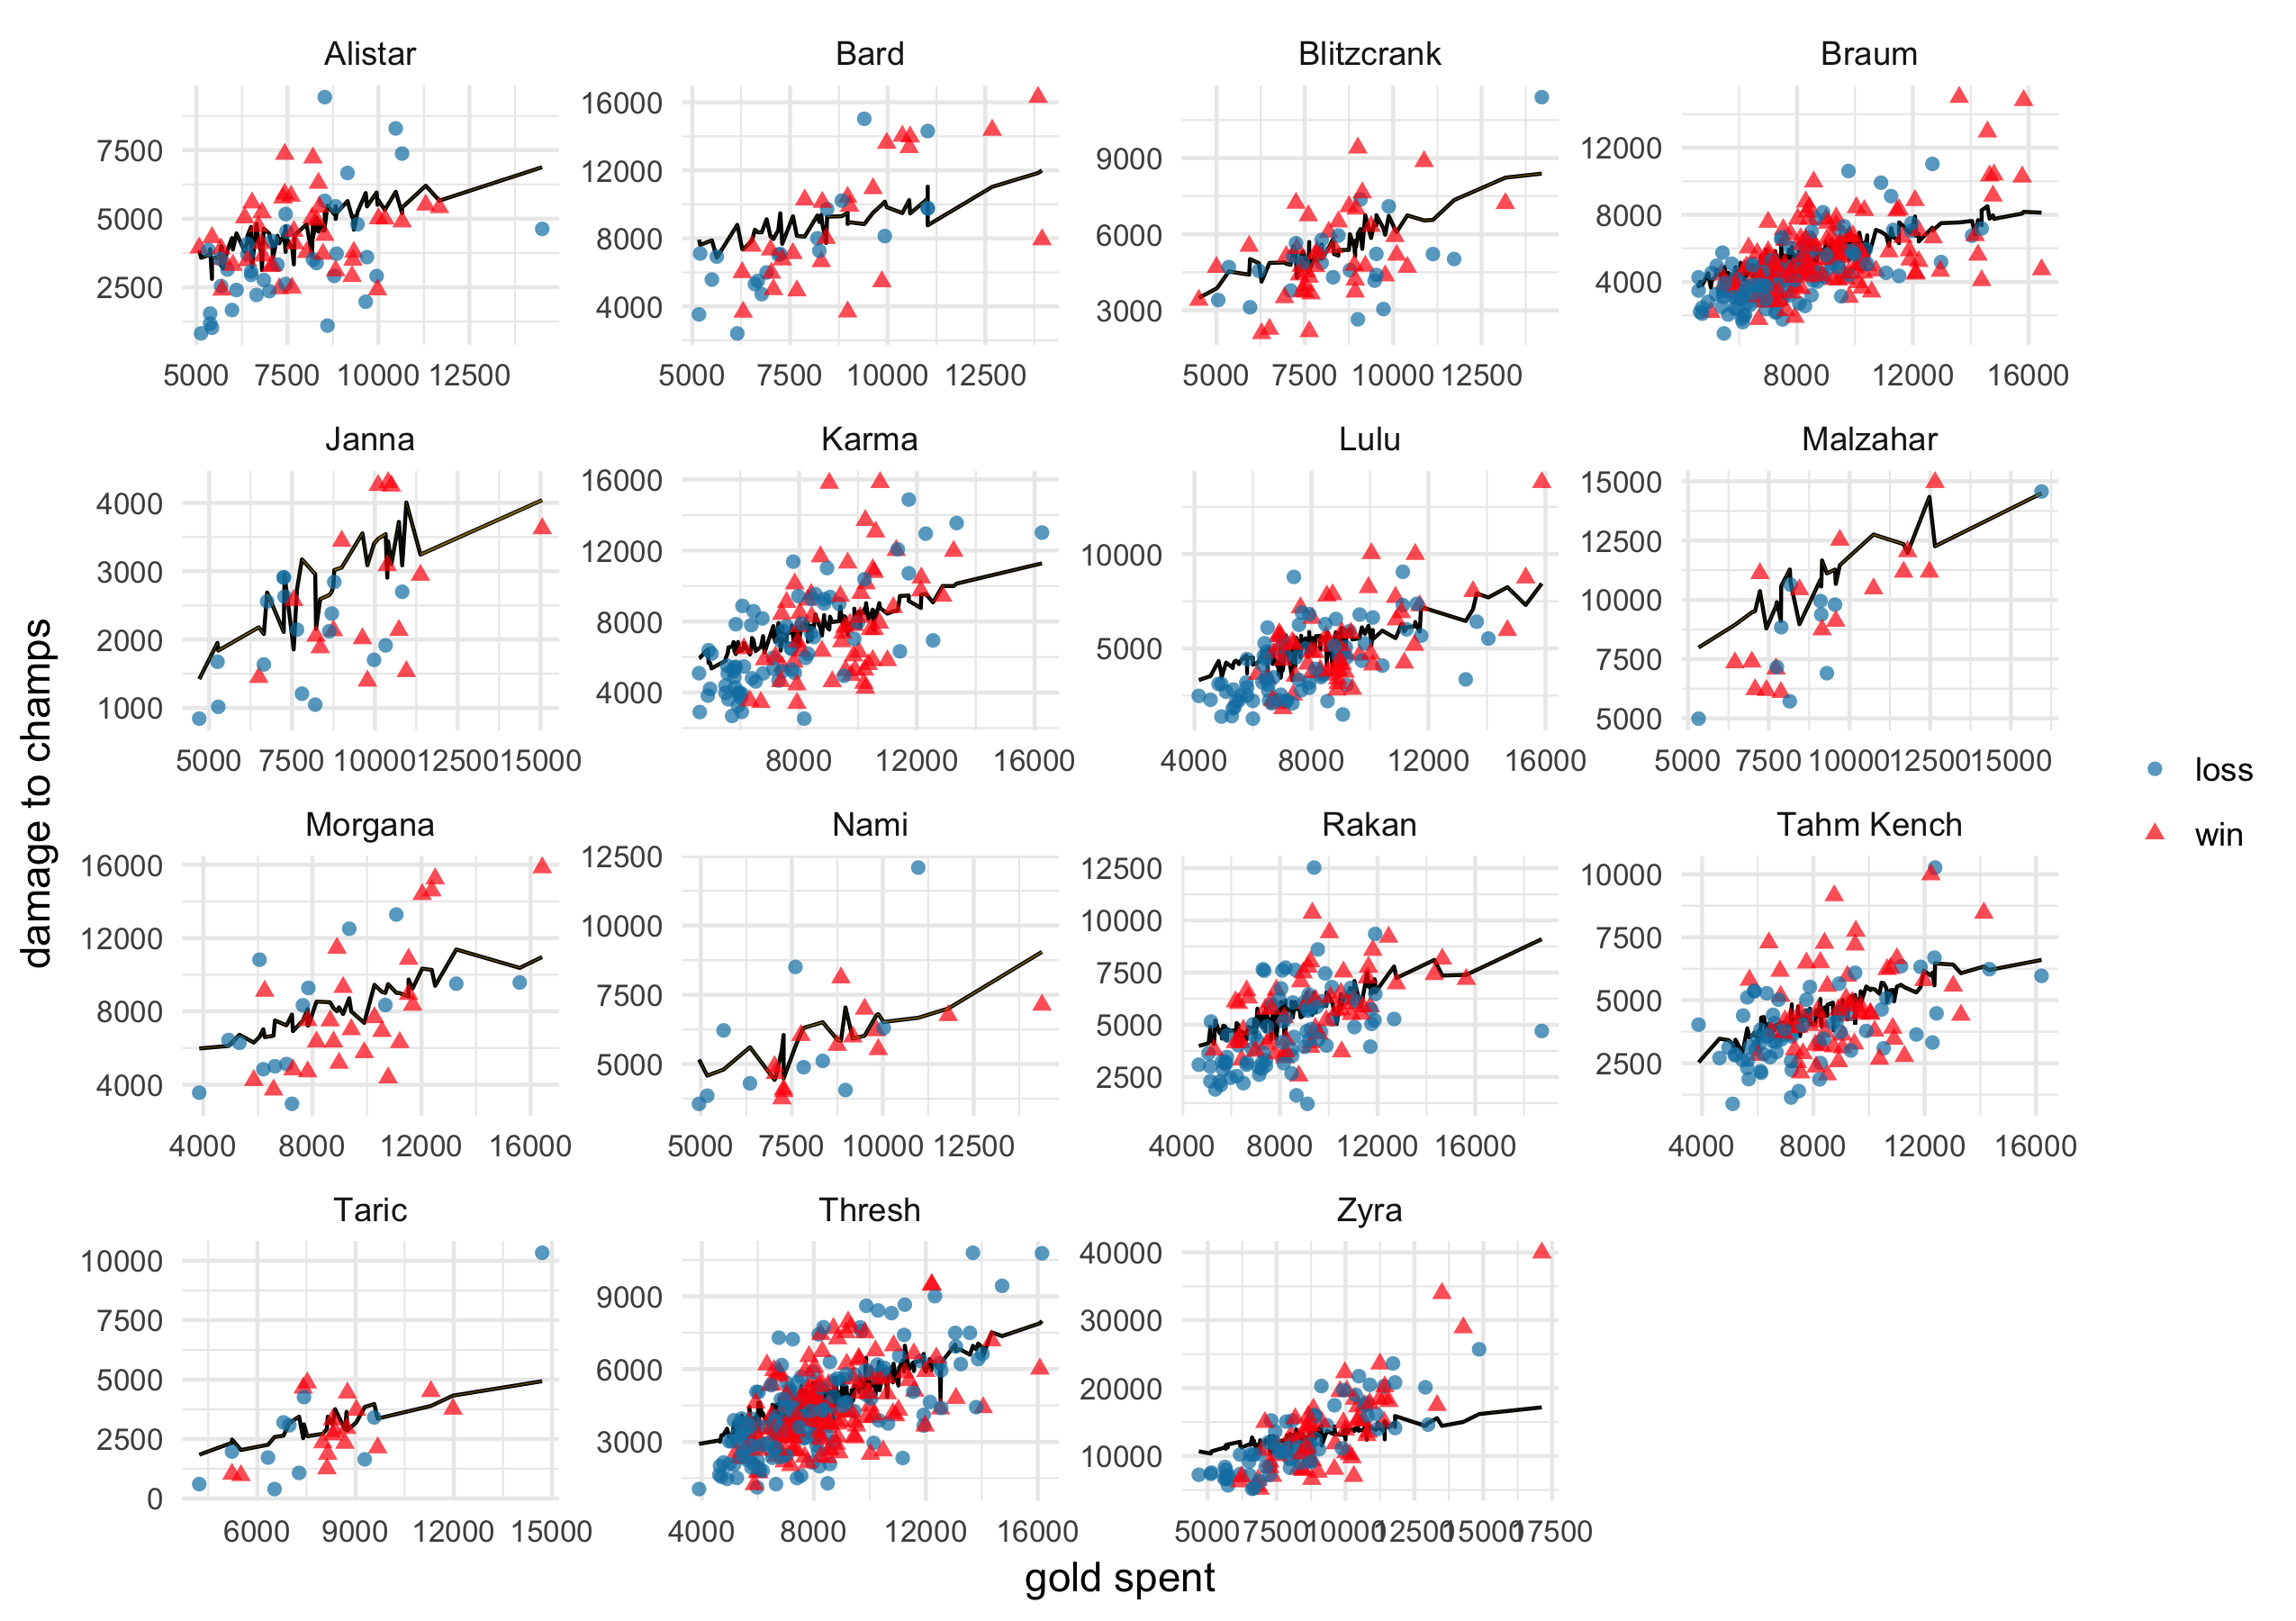 Alistar Bard Blitzcrank Braum
7500
5000
2500
5000 7500 10000 12500
16000
12000
8000
4000
5000 7500 10000 12500
9000
6000
3000
5000 7500 10000 12500
12000
8000
4000
8000 12000 16000
Janna Karma Lulu Malzahar
4000
3000
2000
1000
5000 7500 10000 12500 15000
16000
12000
8000
4000
8000 12000 16000
10000
5000
4000 8000 12000 16000
15000
12500
10000
7500
5000
5000 7500 10000 12500 15000
Morgana Nami Rakan Tahm Kench
16000
12000
8000
4000
4000 8000 12000 16000
12500
10000
7500
5000
5000 7500 10000 12500
12500
10000
7500
5000
2500
4000 8000 12000 16000
10000
7500
5000
2500
4000 8000 12000 16000
Taric Thresh Zyra
10000
7500
5000
2500
0
6000 9000 12000 15000
9000
6000
3000
4000 8000 12000 16000
40000
30000
20000
10000
5000 7500 10000 12500 15000 17500
damage to champs
gold spent
loss
win